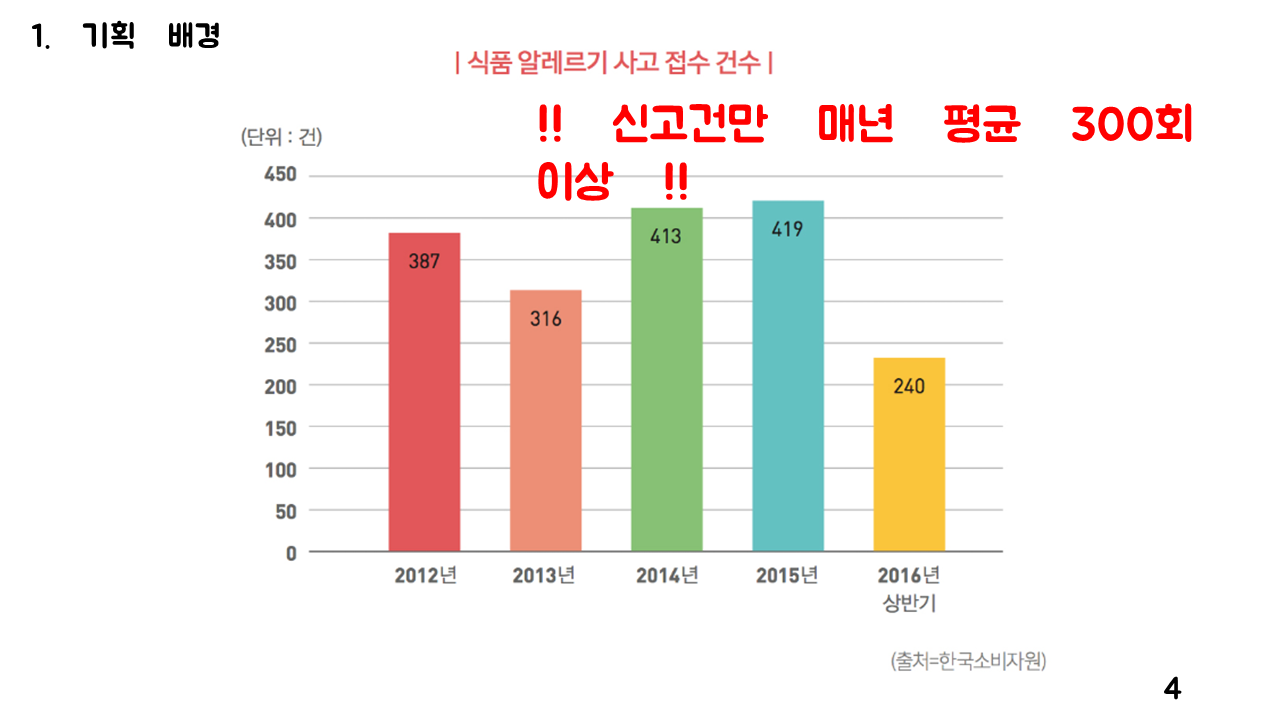 1. 기획 배경
| 식품 알레르기 사고 접수 건수 |
!! 신고건만 매년 평균 300회
이상 !!
(단위 : 건)
450
400
350
300
250
200
150
100
50
0
387
316
413
419
240
2012년 2013년 2014년 2015년 2016년
상반기
(출처=한국소비자원)
4